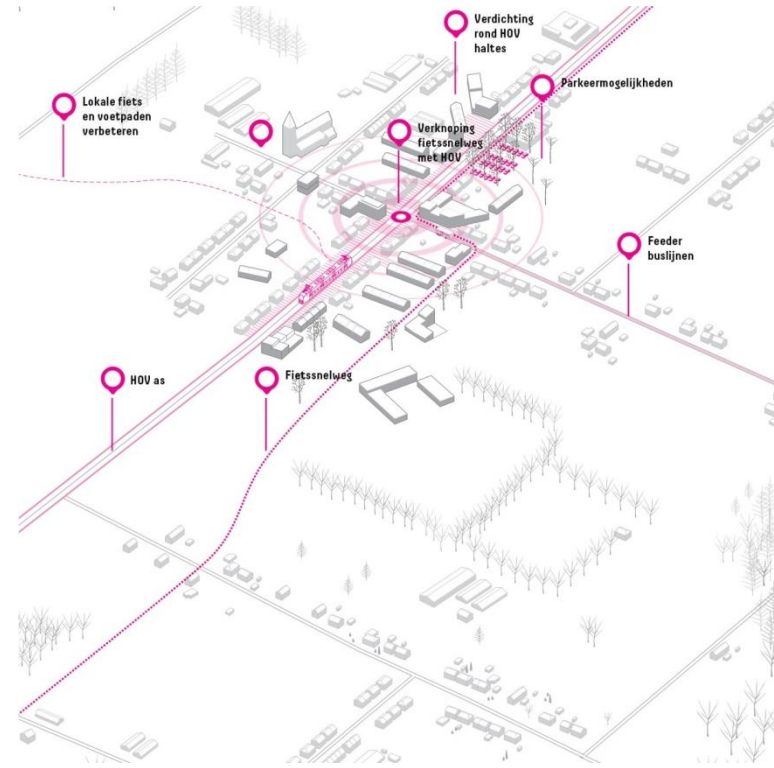 Verdichting
rond HOV
haltes
Parkeermogelijkheden
Lokale fiets
en voetpaden
verbeteren
Verknoping
fietssnelweg
met HOV
Feeder
buslijnen
HOV as
Fietssnelweg